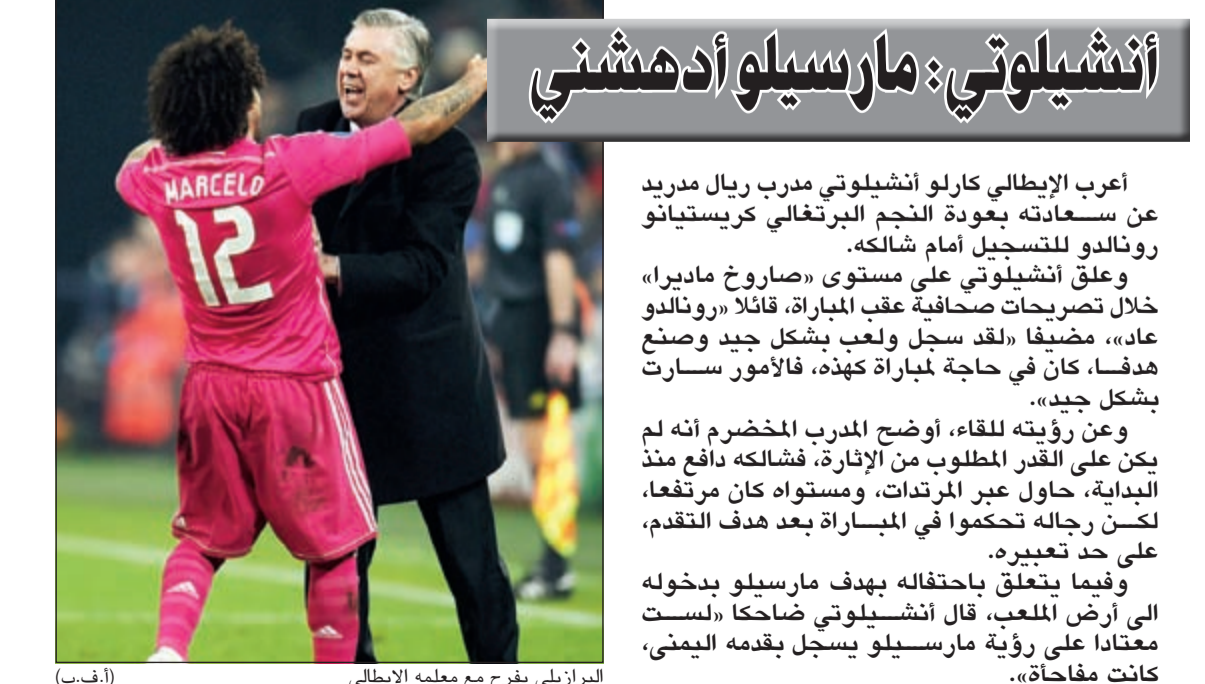 أنشيلوتي: مارسيلو أدهشني
أعرب الإيطالي كارلو أنشيلوتي مدرب ريال مدريد
عن سعادته بعودة النجم البرتغالي كريستيانو
رونالدو للتسجيل أمام شالكه.
وعلق أنشيلوتي على مستوى «صاروخ ماديرا»
خلال تصريحات صحافية عقب المباراة، قائلا «رونالدو
عاد»، مضيفا «لقد سجل ولعب بشكل جيد وصنع
هدفا، كان في حاجة لمباراة كهذه، فالأمور سارت
بشكل جيد».
وعن رؤيته للقاء، أوضح المدرب المخضرم أنه لم
يكن على القدر المطلوب من الإثارة، فشالكه دافع منذ
البداية، حاول عبر المرتدات، ومستواه كان مرتفعا،
لكن رجاله تحكموا في المباراة بعد هدف التقدم،
على حد تعبيره.
وفيما يتعلق باحتفاله بهدف مارسيلو بدخوله
الى أرض الملعب، قال أنشيلوتي ضاحكا «لست
معتادا على رؤية مارسيلو يسجل بقدمه اليمنى،
كانت مفاجأة».
MARCELO
12
البرازيلي يفرح مع معلمه الإيطالي
(أ.ف.ب)